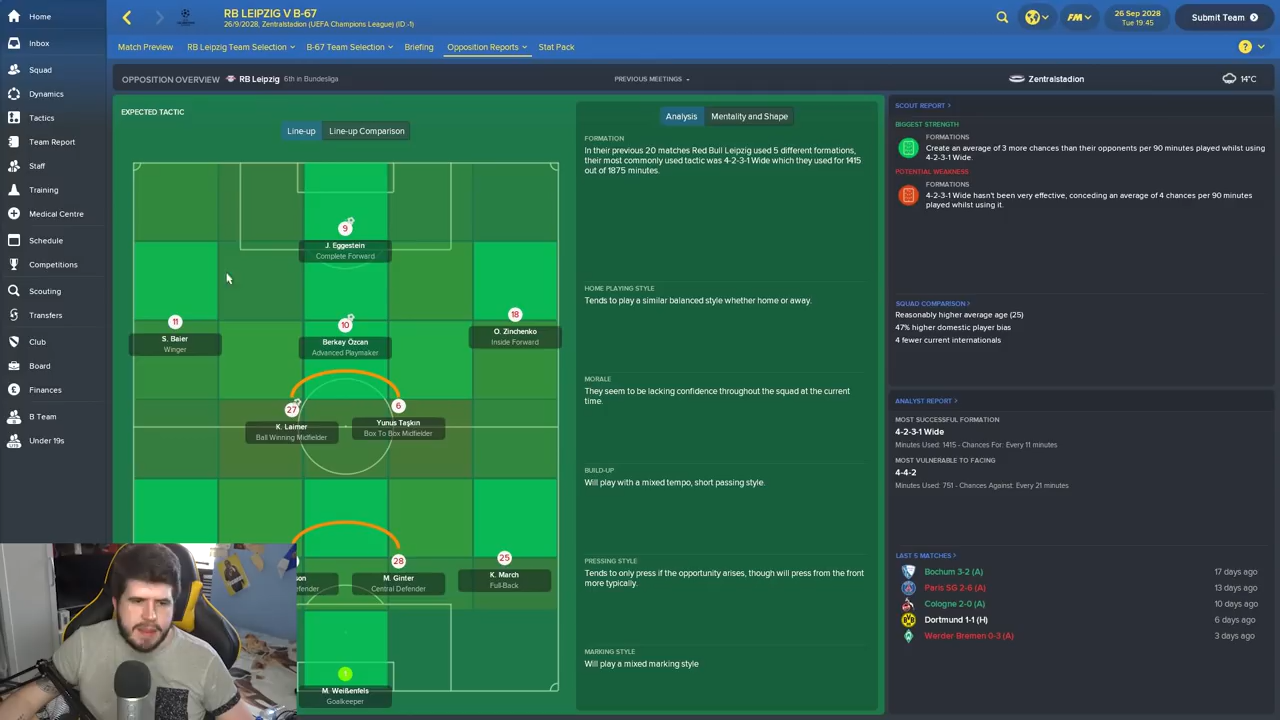 Home
RB LEIPZIG V B-67
26/9/2028, Zentralstadion (UEFA Champions League) (ID:-1)
FM
26 Sep 2028
Tue 19:45
Submit Team
Match Preview
RB Leipzig Team Selection
B-67 Team Selection
Briefing
Opposition Reports
Stat Pack
?
Inbox
Squad
Dynamics
Tactics
Team Report
Staff
Training
Medical Centre
Schedule
Competitions
Scouting
Transfers
Club
Board
Finances
B Team
Under 19s
OPPOSITION OVERVIEW
RB Leipzig
6th in Bundesliga
PREVIOUS MEETINGS
Zentralstadion
14°C
EXPECTED TACTIC
Line-up
Line-up Comparison
9
J. Eggestein
Complete Forward
11
S. Baier
Winger
10
Berkay Özcan
Advanced Playmaker
18
O. Zinchenko
Inside Forward
27
K. Laimer
Ball Winning Midfielder
6
Yunus Taşkın
Box To Box Midfielder
28
M. Ginter
Central Defender
25
K. March
Full-Back
1
M. Weißenfels
Goalkeeper
Analysis
Mentality and Shape
FORMATION
In their previous 20 matches Red Bull Leipzig used 5 different formations,
their most commonly used tactic was 4-2-3-1 Wide which they used for 1415
out of 1875 minutes.
HOME PLAYING STYLE
Tends to play a similar balanced style whether home or away.
MORALE
They seem to be lacking confidence throughout the squad at the current
time.
BUILD-UP
Will play with a mixed tempo, short passing style.
PRESSING STYLE
Tends to only press if the opportunity arises, though will press from the front
more typically.
MARKING STYLE
Will play a mixed marking style
SCOUT REPORT >
BIGGEST STRENGTH
FORMATIONS
Create an average of 3 more chances than their opponents per 90 minutes played whilst using
4-2-3-1 Wide.
POTENTIAL WEAKNESS
FORMATIONS
4-2-3-1 Wide hasn't been very effective, conceding an average of 4 chances per 90 minutes
played whilst using it.
SQUAD COMPARISON >
Reasonably higher average age (25)
47% higher domestic player bias
4 fewer current internationals
ANALYST REPORT >
MOST SUCCESSFUL FORMATION
4-2-3-1 Wide
Minutes Used: 1415 - Chances For: Every 11 minutes
MOST VULNERABLE TO FACING
4-4-2
Minutes Used: 751 - Chances Against: Every 21 minutes
LAST 5 MATCHES >
Bochum 3-2 (A)
17 days ago
Paris SG 2-6 (A)
13 days ago
Cologne 2-0 (A)
10 days ago
Dortmund 1-1 (H)
6 days ago
Werder Bremen 0-3 (A)
3 days ago